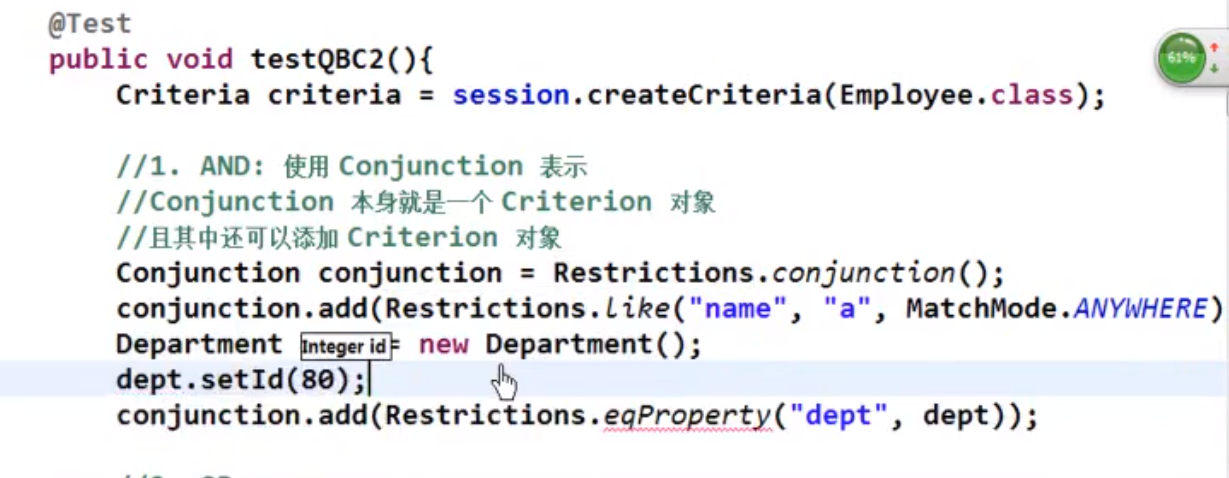 @Test
public void testQBC2(){
Criteria criteria = session.createCriteria(Employee.class);
//1. AND: 使用 Conjunction 表示
//Conjunction 本身就是一个 Criterion 对象
//且其中还可以添加 Criterion 对象
Conjunction conjunction = Restrictions.conjunction();
conjunction.add(Restrictions.like("name", "a", MatchMode.ANYWHERE)
Department Integer id = new Department();
dept.setId(80);
conjunction.add(Restrictions.eqProperty("dept", dept));
61%